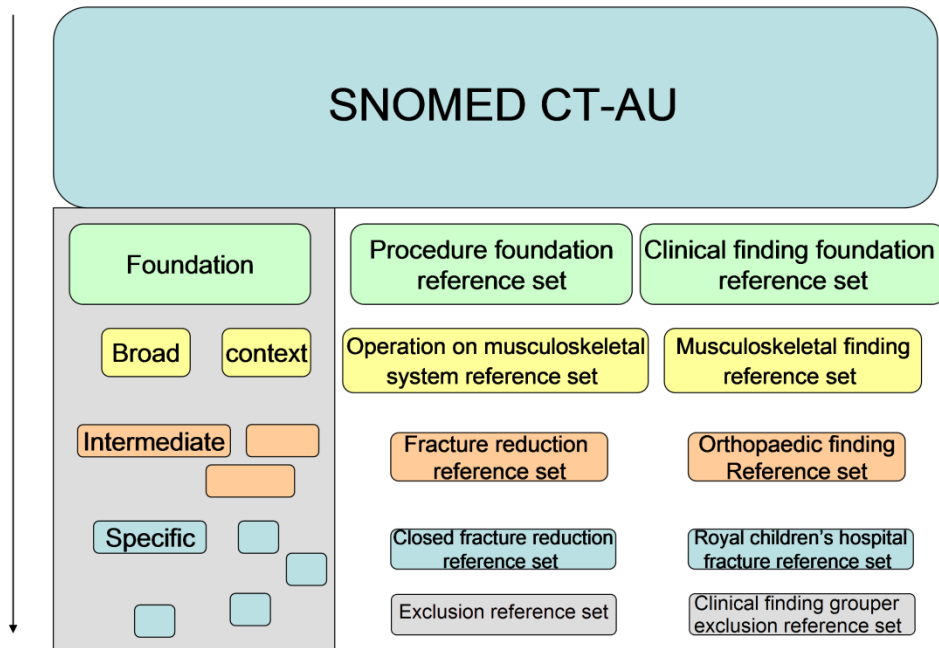 SNOMED CT-AU
Foundation
Procedure foundation
reference set
Clinical finding foundation
reference set
Broad
context
Operation on musculoskeletal
system reference set
Musculoskeletal finding
reference set
Intermediate
Fracture reduction
reference set
Orthopaedic finding
Reference set
Specific
Closed fracture reduction
reference set
Royal children's hospital
fracture reference set
Exclusion reference set
Clinical finding grouper
exclusion reference set